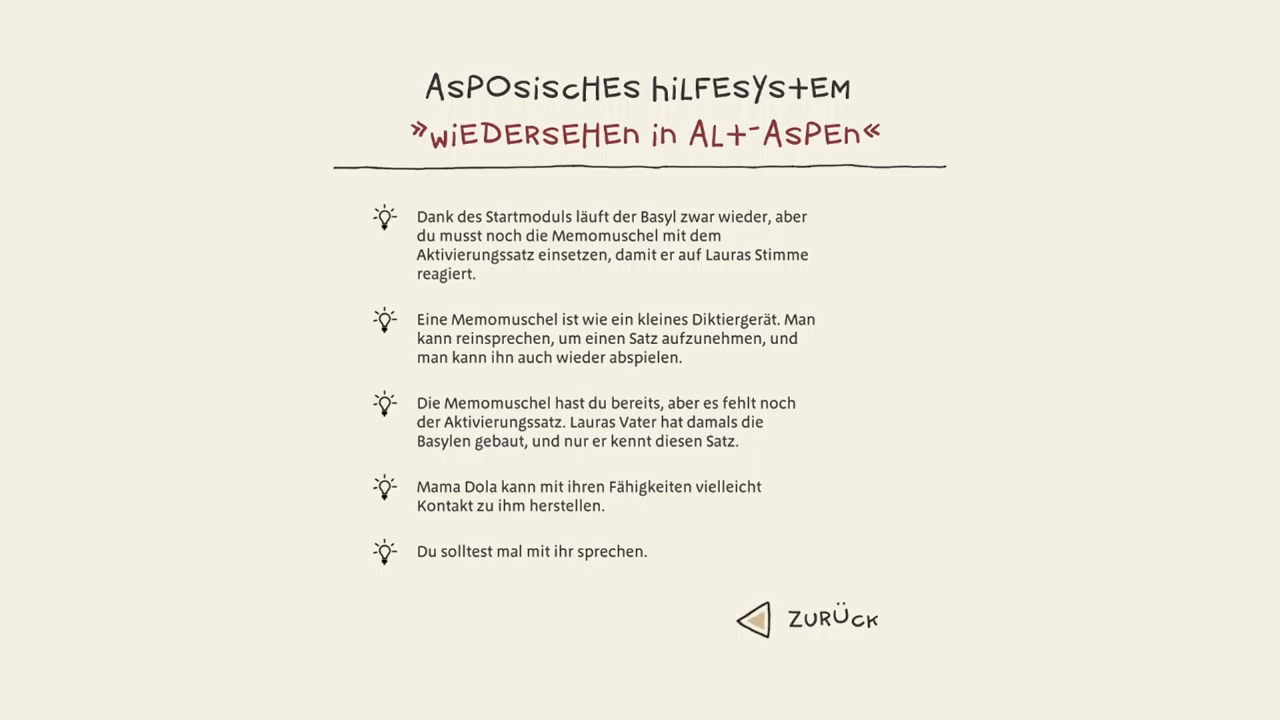 Asposisches Hilfesystem
»Wiedersehen in Alt-Aspen«
Dank des Startmoduls läuft der Basyl zwar wieder, aber
du musst noch die Memomuschel mit dem
Aktivierungssatz einsetzen, damit er auf Lauras Stimme
reagiert.
Eine Memomuschel ist wie ein kleines Diktiergerät. Man
kann reinsprechen, um einen Satz aufzunehmen, und
man kann ihn auch wieder abspielen.
Die Memomuschel hast du bereits, aber es fehlt noch
der Aktivierungssatz. Lauras Vater hat damals die
Basylen gebaut, und nur er kennt diesen Satz.
Mama Dola kann mit ihren Fähigkeiten vielleicht
Kontakt zu ihm herstellen.
Du solltest mal mit ihr sprechen.
Zurück